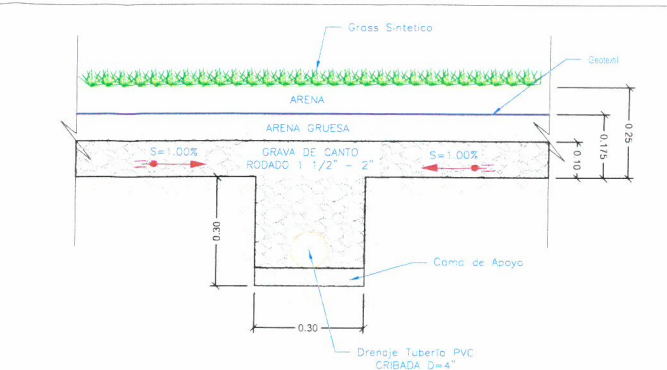 Grass Sintetico
Geotextil
ARENA
ARENA GRUESA
S=1.00%
GRAVA DE CANTO
RODADO 1 1/2" - 2"
S=1.00%
0.10
0.175
0.25
0.30
Cama de Apoyo
0.30
Drenaje Tubería PVC
CRIBADA D=4"